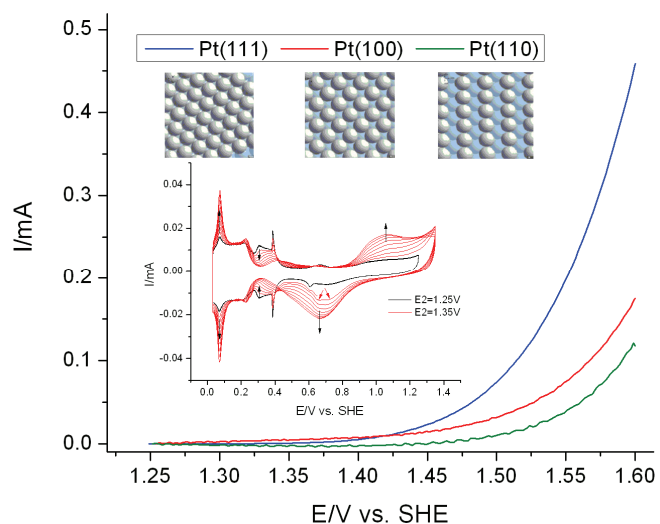 0.5
0.4
0.3
0.2
0.1
0.0
I/mA
Pt(111) Pt(100) Pt(110)
0.04
0.02
0.00
-0.02
-0.04
I/mA
E2=1.25V
E2=1.35V
0.0 0.2 0.4 0.6 0.8 1.0 1.2 1.4
E/V vs. SHE
1.25 1.30 1.35 1.40 1.45 1.50 1.55 1.60
E/V vs. SHE